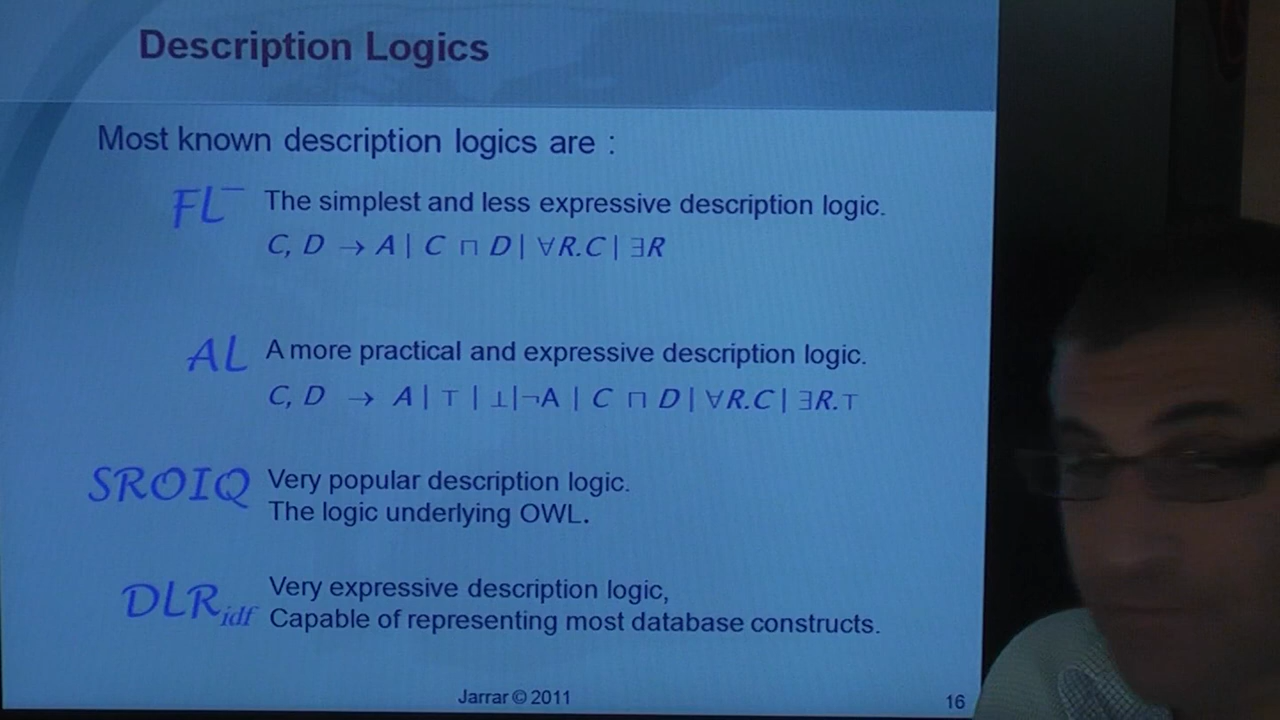 Description Logics
Most known description logics are :
FL⁻ The simplest and less expressive description logic.
C, D → A | C ⊓ D | ∀R.C | ∃R
AL A more practical and expressive description logic.
C, D → A | ⊤ | ⊥ | ¬A | C ⊓ D | ∀R.C | ∃R.⊤
SROIQ Very popular description logic.
The logic underlying OWL.
DLRidf Very expressive description logic,
Capable of representing most database constructs.
Jarrar © 2011
16